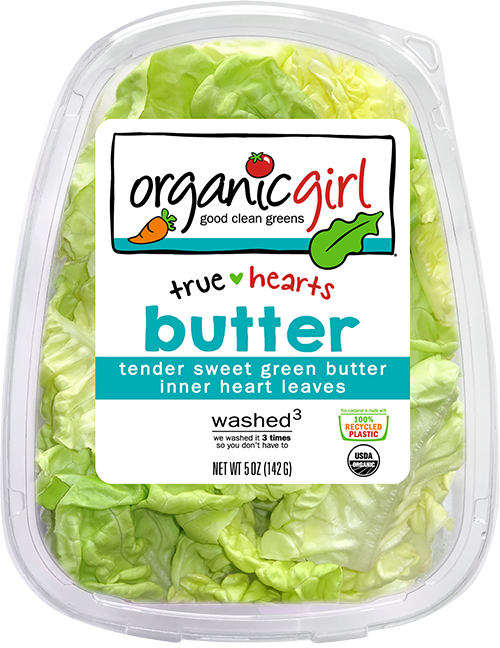 organicgirl
good clean greens
true hearts
butter
tender sweet green butter
inner heart leaves
washed³
we washed it 3 times
so you don't have to
NET WT 5 OZ (142 G)
this container is made with
100%
RECYCLED
PLASTIC
USDA
ORGANIC